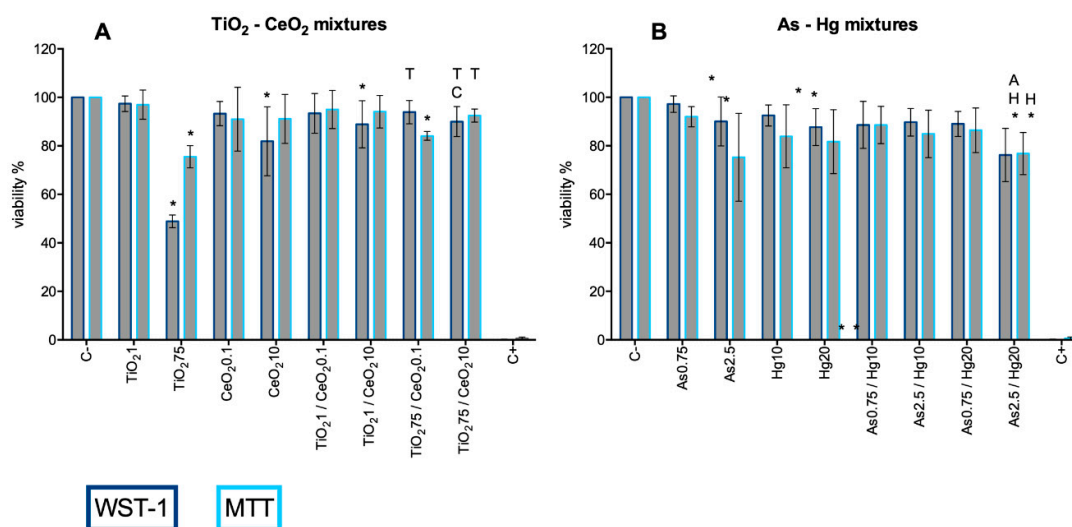 A
TiO₂ - CeO₂ mixtures
viability %
120
100
80
60
40
20
0
*
*
*
*
T
*
T T
C
C-
TiO₂1
TiO₂75
CeO₂0.1
CeO₂10
TiO₂1 / CeO₂0.1
TiO₂1 / CeO₂10
TiO₂75 / CeO₂0.1
TiO₂75 / CeO₂10
C+
B
As - Hg mixtures
viability %
120
100
80
60
40
20
0
*
*
* *
* *
A
H H
* *
C-
As0.75
As2.5
Hg10
Hg20
As0.75 / Hg10
As2.5 / Hg10
As0.75 / Hg20
As2.5 / Hg20
C+
WST-1
MTT